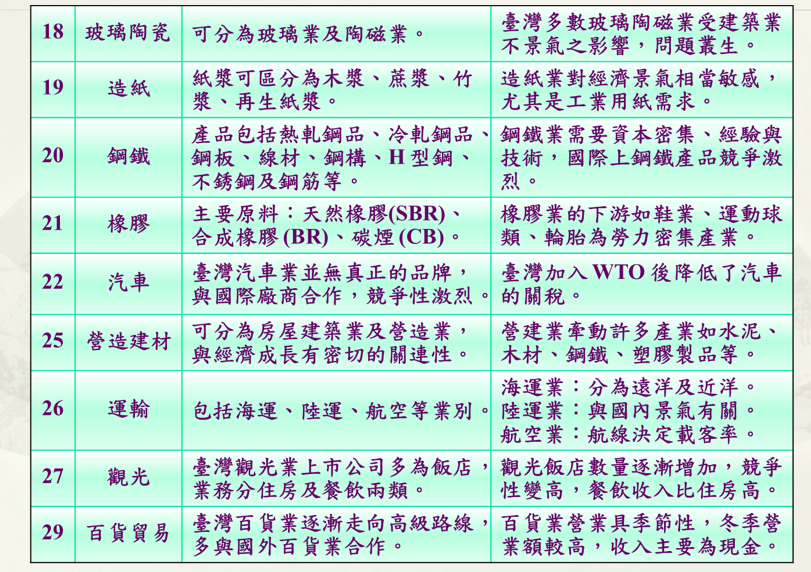 18 玻璃陶瓷 可分為玻璃業及陶磁業。 臺灣多數玻璃陶磁業受建築業
不景氣之影響，問題叢生。
19 造紙 紙漿可區分為木漿、蔗漿、竹
漿、再生紙漿。
造紙業對經濟景氣相當敏感，
尤其是工業用紙需求。
20 鋼鐵 產品包括熱軋鋼品、冷軋鋼品、
鋼板、線材、鋼構、H 型鋼、
不銹鋼及鋼筋等。
鋼鐵業需要資本密集、經驗與
技術，國際上鋼鐵產品競爭激
烈。
21 橡膠 主要原料：天然橡膠(SBR)、
合成橡膠 (BR)、碳煙 (CB)。
橡膠業的下游如鞋業、運動球
類、輪胎為勞力密集產業。
22 汽車 臺灣汽車業並無真正的品牌，
與國際廠商合作，競爭性激烈。
臺灣加入 WTO 後降低了汽車
的關稅。
25 營造建材 可分為房屋建築業及營造業，
與經濟成長有密切的關連性。
營建業牽動許多產業如水泥、
木材、鋼鐵、塑膠製品等。
26 運輸 包括海運、陸運、航空等業別。
海運業：分為遠洋及近洋。
陸運業：與國內景氣有關。
航空業：航線決定載客率。
27 觀光 臺灣觀光業上市公司多為飯店，
業務分住房及餐飲兩類。
觀光飯店數量逐漸增加，競爭
性變高，餐飲收入比住房高。
29 百貨貿易 臺灣百貨業逐漸走向高級路線，
多與國外百貨業合作。
百貨業營業具季節性，冬季營
業額較高，收入主要為現金。